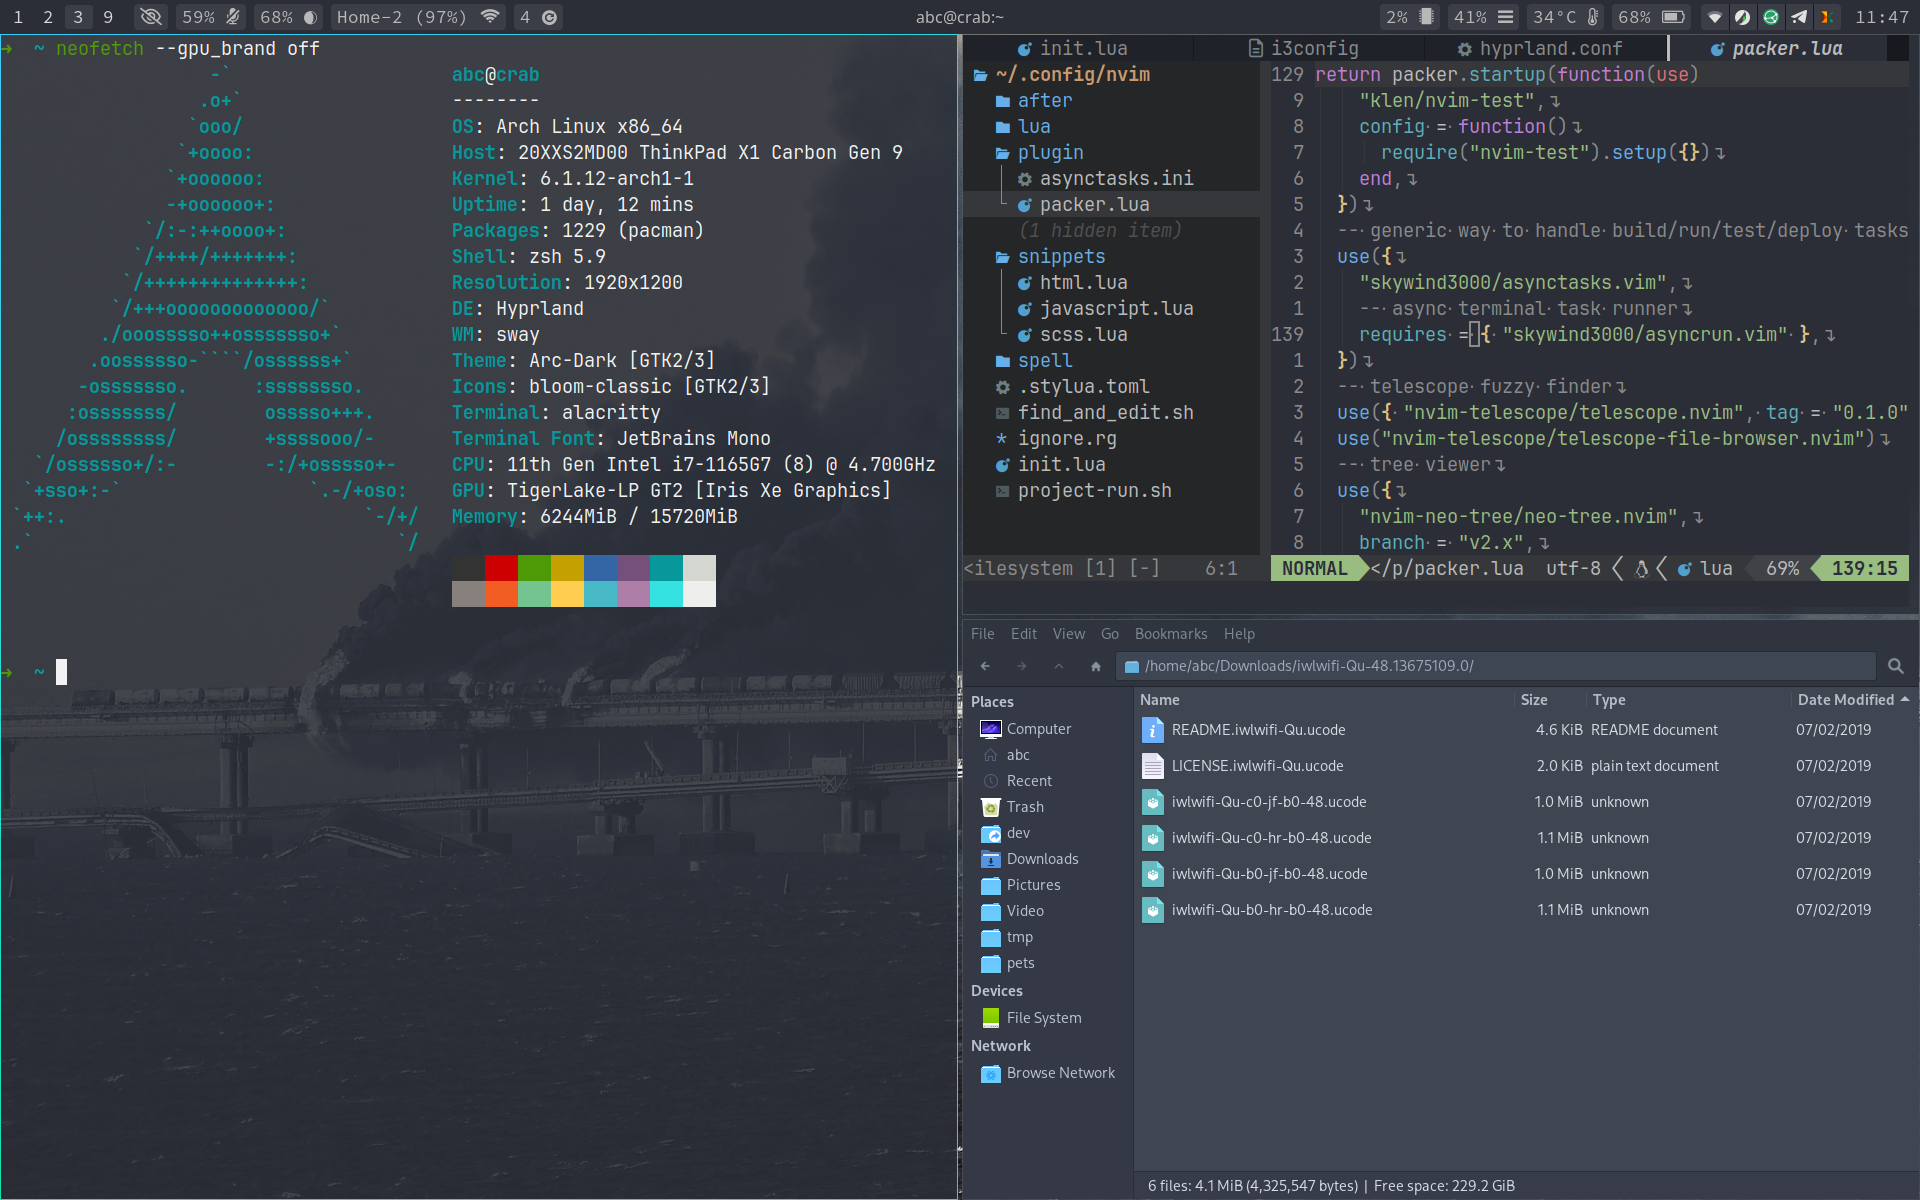 1 2 3 9 59% 68% Home-2 (97%) 4
abc@crab:~
2% 41% 34°C 68% 11:47
➜ ~ neofetch --gpu_brand off
-`
.o+`
`ooo/
`+oooo:
`+oooooo:
-+oooooo+:
`/:-:++oooo+:
`/++++/+++++++:
`/++++++++++++++:
`/+++ooooooooooooo/`
./ooosssso++osssssso+`
.oossssso-````/ossssss+`
-osssssso. :ssssssso.
:osssssss/ osssso+++.
/ossssssss/ +ssssooo/-
`/ossssso+/:- -:/+osssso+-
`+sso+:-` `.-/+oso:
`++:. `-/+/
.` `/
abc@crab
--------
OS: Arch Linux x86_64
Host: 20XXS2MD00 ThinkPad X1 Carbon Gen 9
Kernel: 6.1.12-arch1-1
Uptime: 1 day, 12 mins
Packages: 1229 (pacman)
Shell: zsh 5.9
Resolution: 1920x1200
DE: Hyprland
WM: sway
Theme: Arc-Dark [GTK2/3]
Icons: bloom-classic [GTK2/3]
Terminal: alacritty
Terminal Font: JetBrains Mono
CPU: 11th Gen Intel i7-1165G7 (8) @ 4.700GHz
GPU: TigerLake-LP GT2 [Iris Xe Graphics]
Memory: 6244MiB / 15720MiB
➜ ~
init.lua i3config hyprland.conf packer.lua
~/.config/nvim
after
lua
plugin
asynctasks.ini
packer.lua
(1 hidden item)
snippets
html.lua
javascript.lua
scss.lua
spell
.stylua.toml
find_and_edit.sh
ignore.rg
init.lua
project-run.sh
<ilesystem [1] [-] 6:1
129 return packer.startup(function(use)
9 "klen/nvim-test",↴
8 config·=·function()↴
7 require("nvim-test").setup({})↴
6 end,↴
5 })↴
4 --·generic·way·to·handle·build/run/test/deploy·tasks
3 use({↴
2 "skywind3000/asynctasks.vim",↴
1 --·async·terminal·task·runner↴
139 requires·=·{·"skywind3000/asyncrun.vim"·},↴
1 })↴
2 --·telescope·fuzzy·finder↴
3 use({·"nvim-telescope/telescope.nvim",·tag·=·"0.1.0"
4 use("nvim-telescope/telescope-file-browser.nvim")↴
5 --·tree·viewer↴
6 use({↴
7 "nvim-neo-tree/neo-tree.nvim",↴
8 branch·=·"v2.x",↴
NORMAL </p/packer.lua utf-8 lua 69% 139:15
File Edit View Go Bookmarks Help
/home/abc/Downloads/iwlwifi-Qu-48.13675109.0/
Places
Computer
abc
Recent
Trash
dev
Downloads
Pictures
Video
tmp
pets
Devices
File System
Network
Browse Network
Name Size Type Date Modified
README.iwlwifi-Qu.ucode 4.6 KiB README document 07/02/2019
LICENSE.iwlwifi-Qu.ucode 2.0 KiB plain text document 07/02/2019
iwlwifi-Qu-c0-jf-b0-48.ucode 1.0 MiB unknown 07/02/2019
iwlwifi-Qu-c0-hr-b0-48.ucode 1.1 MiB unknown 07/02/2019
iwlwifi-Qu-b0-jf-b0-48.ucode 1.0 MiB unknown 07/02/2019
iwlwifi-Qu-b0-hr-b0-48.ucode 1.1 MiB unknown 07/02/2019
6 files: 4.1 MiB (4,325,547 bytes) | Free space: 229.2 GiB